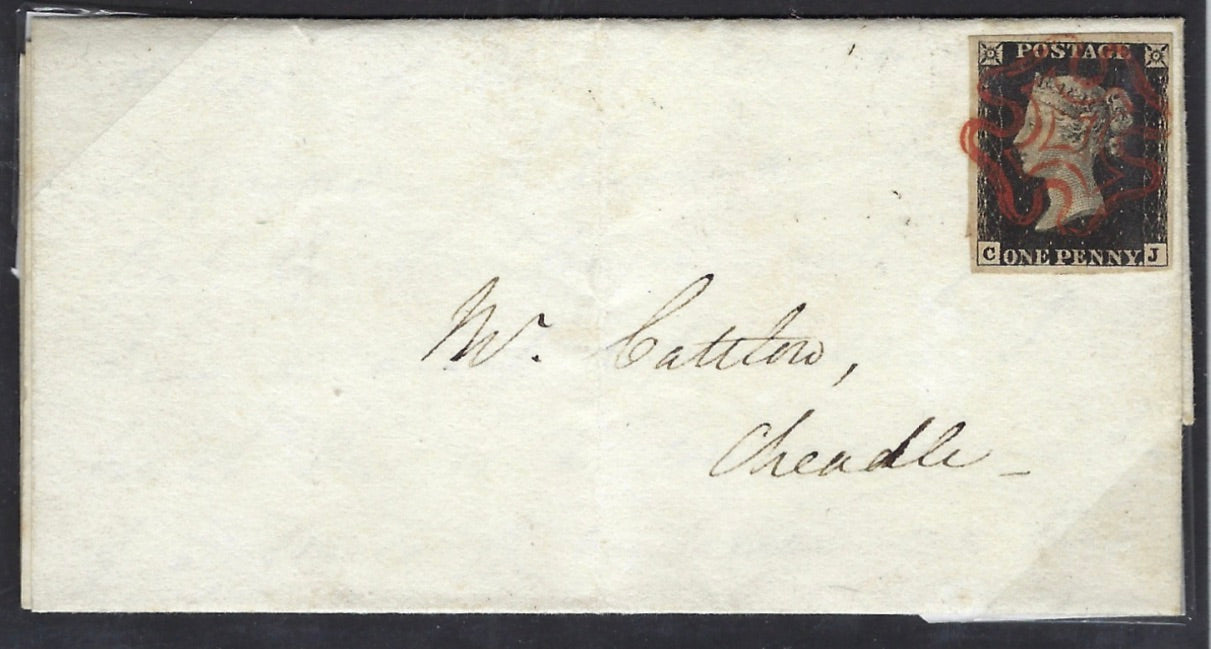 POSTAGE
C ONE PENNY. J
Mr. Cattlow,
Cheadle